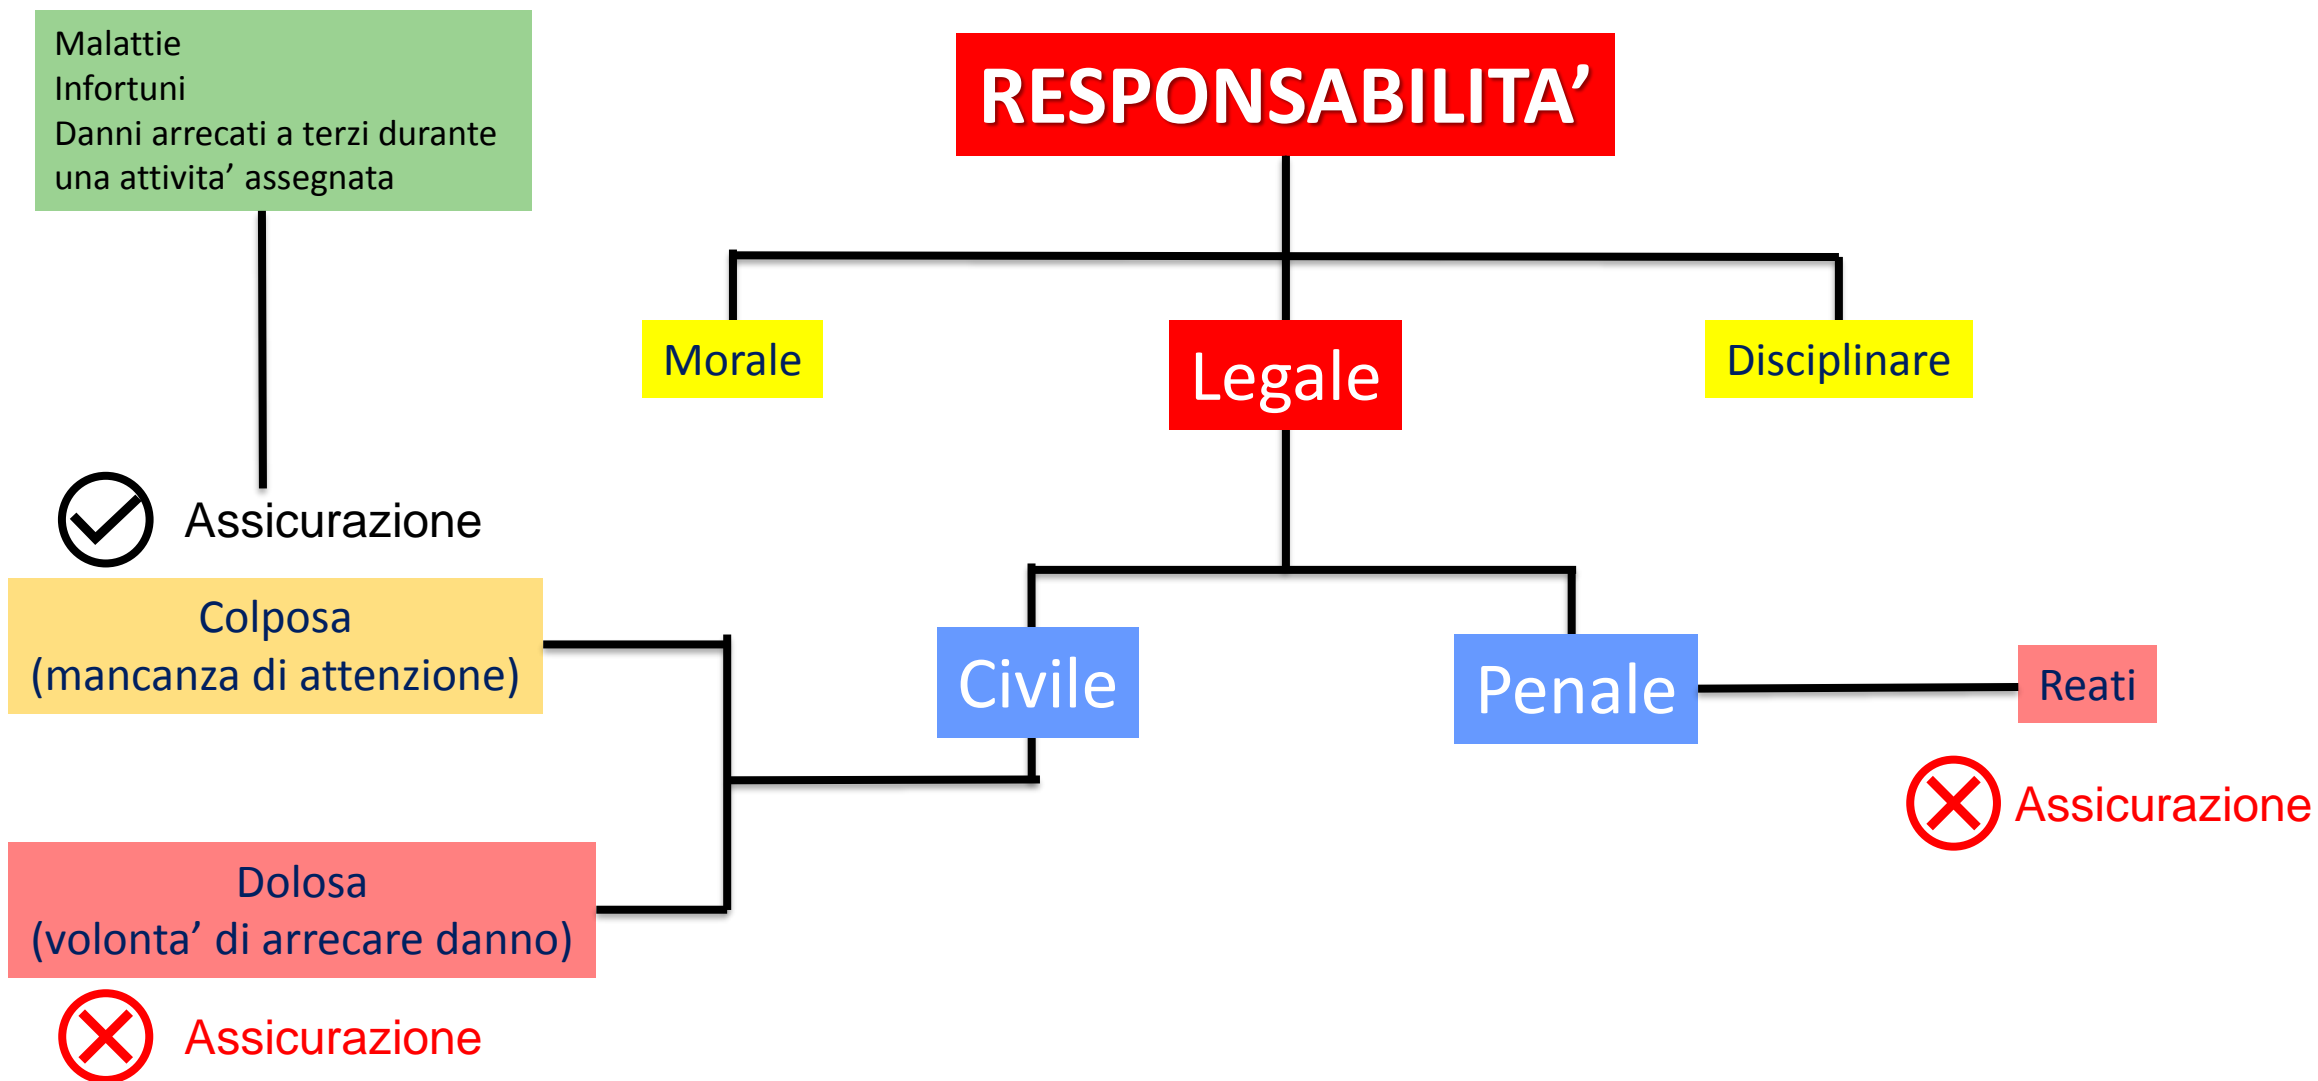 Malattie
Infortuni
Danni arrecati a terzi durante
una attivita’ assegnata
RESPONSABILITA’
Morale
Legale
Disciplinare
Assicurazione
Colposa
(mancanza di attenzione)
Civile
Penale
Reati
Assicurazione
Dolosa
(volonta’ di arrecare danno)
Assicurazione